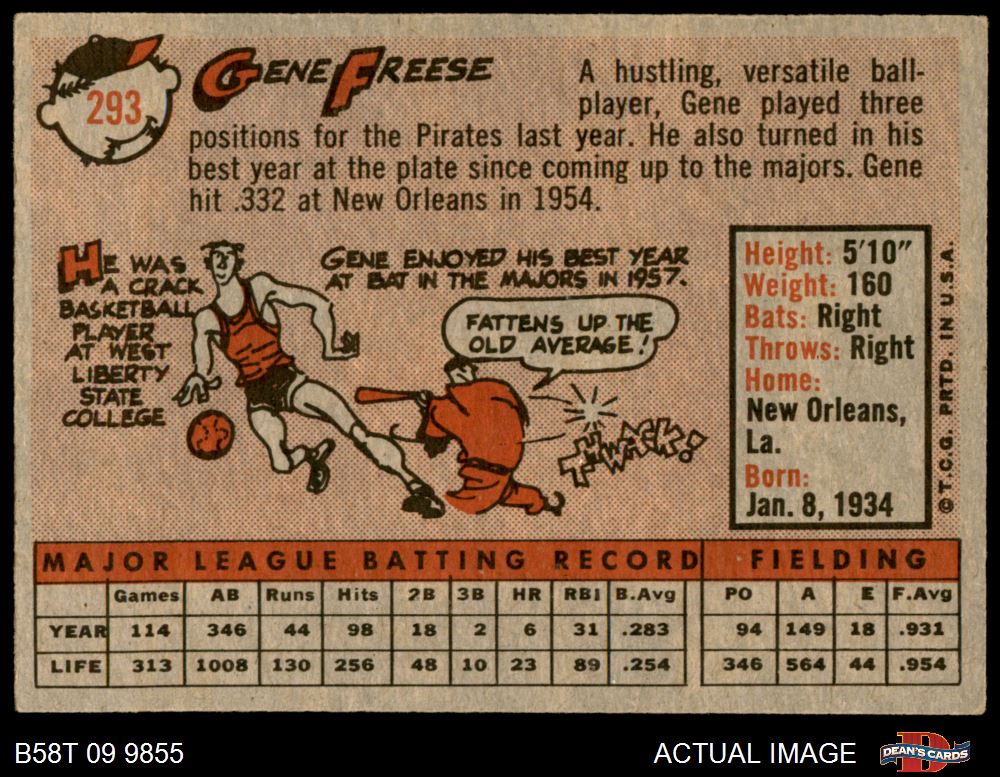 293
GENE FREESE
A hustling, versatile ball-
player, Gene played three
positions for the Pirates last year. He also turned in his
best year at the plate since coming up to the majors. Gene
hit .332 at New Orleans in 1954.
HE WAS
A CRACK
BASKETBALL
PLAYER
AT WEST
LIBERTY
STATE
COLLEGE
GENE ENJOYED HIS BEST YEAR
AT BAT IN THE MAJORS IN 1957.
FATTENS UP THE
OLD AVERAGE!
THWACK!
Height: 5'10"
Weight: 160
Bats: Right
Throws: Right
Home:
New Orleans,
La.
Born:
Jan. 8, 1934
© T.C.G. PRTD. IN U.S.A.
MAJOR LEAGUE BATTING RECORD FIELDING
Games AB Runs Hits 2B 3B HR RBI B.Avg PO A E F.Avg
YEAR 114 346 44 98 18 2 6 31 .283 94 149 18 .931
LIFE 313 1008 130 256 48 10 23 89 .254 346 564 44 .954
B58T 09 9855
ACTUAL IMAGE
DEAN'S CARDS